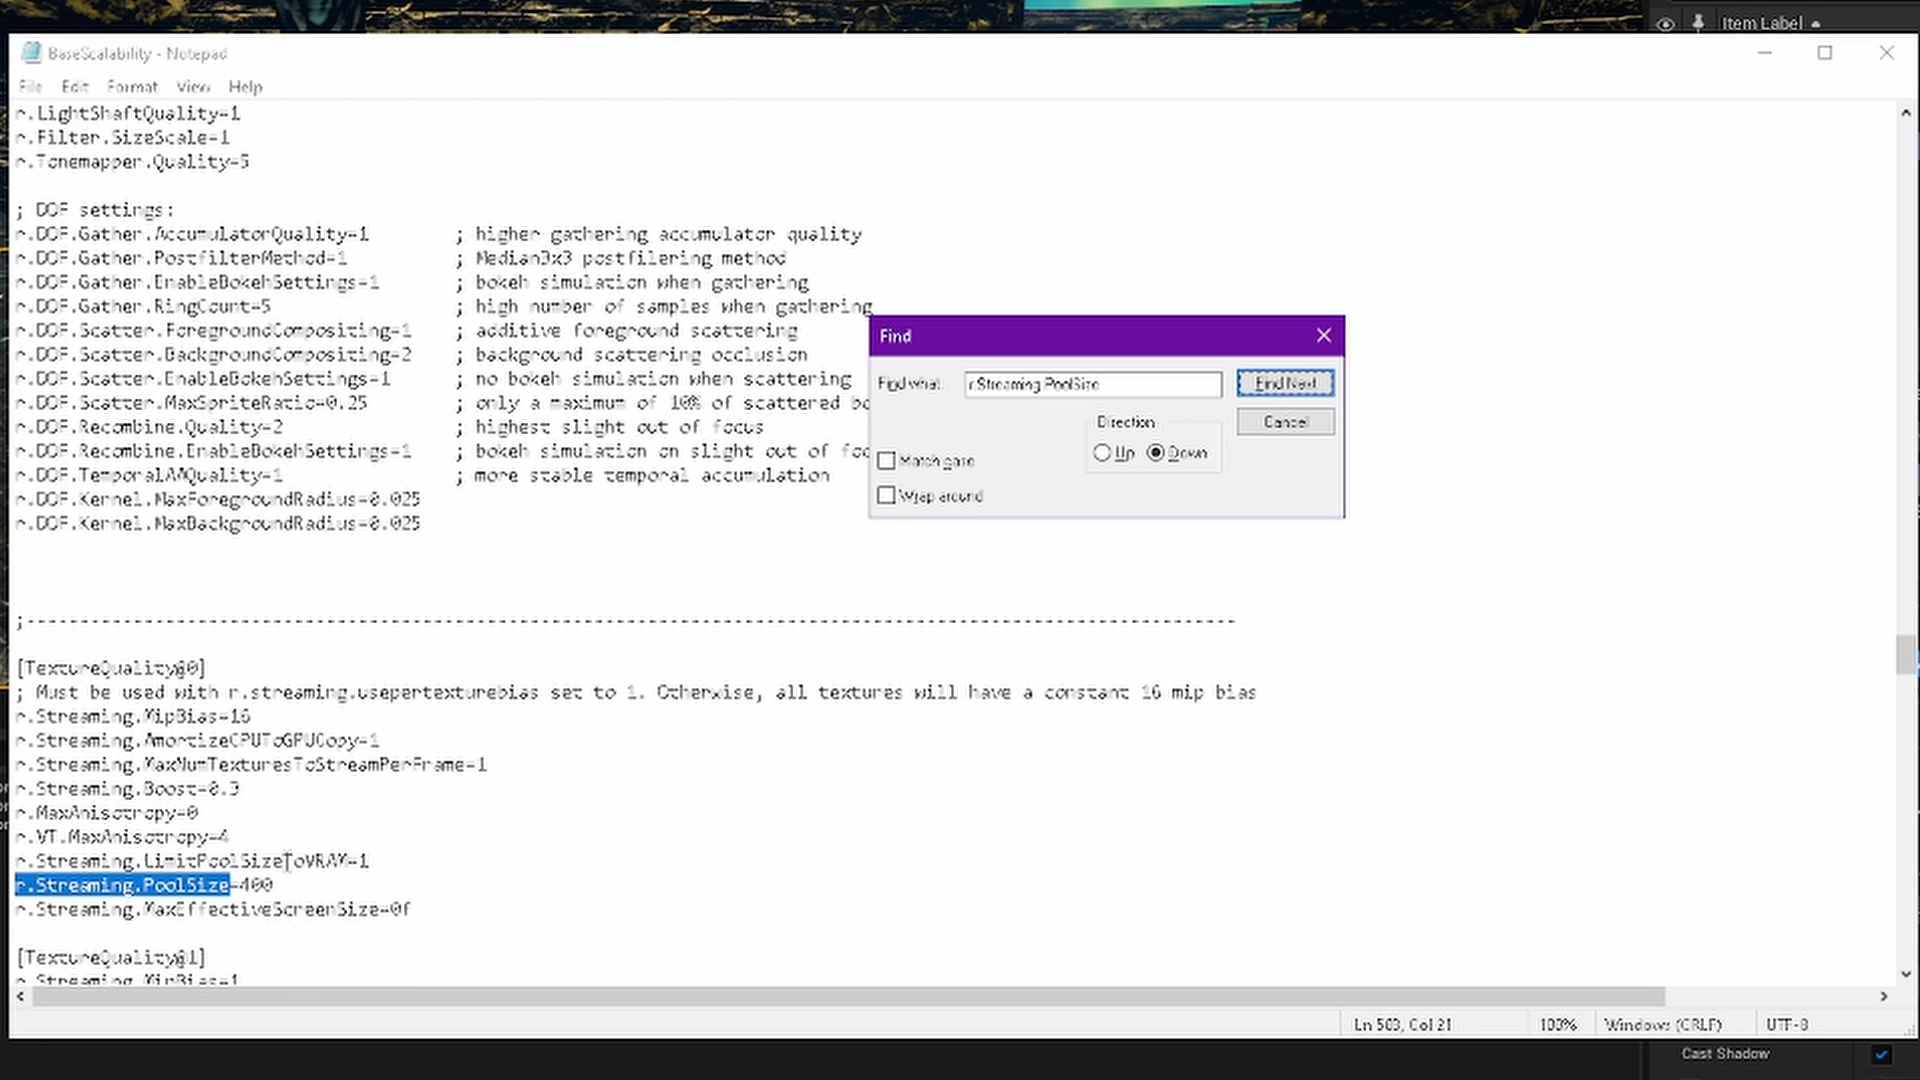 Item Label
BaseScalability - Notepad
File Edit Format View Help
r.LightShaftQuality=1
r.Filter.SizeScale=1
r.Tonemapper.Quality=5
; DOF settings:
r.DOF.Gather.AccumulatorQuality=1 ; higher gathering accumulator quality
r.DOF.Gather.PostfilterMethod=1 ; Median3x3 postfilering method
r.DOF.Gather.EnableBokehSettings=1 ; bokeh simulation when gathering
r.DOF.Gather.RingCount=5 ; high number of samples when gathering
r.DOF.Scatter.ForegroundCompositing=1 ; additive foreground scattering
r.DOF.Scatter.BackgroundCompositing=2 ; background scattering occlusion
r.DOF.Scatter.EnableBokehSettings=1 ; no bokeh simulation when scattering
r.DOF.Scatter.MaxSpriteRatio=0.25 ; only a maximum of 10% of scattered bo
r.DOF.Recombine.Quality=2 ; highest slight out of focus
r.DOF.Recombine.EnableBokehSettings=1 ; bokeh simulation on slight out of foc
r.DOF.TemporalAAQuality=1 ; more stable temporal accumulation
r.DOF.Kernel.MaxForegroundRadius=0.025
r.DOF.Kernel.MaxBackgroundRadius=0.025
Find
Find what: r.Streaming.PoolSize Find Next
Direction Cancel
Up Down
Match case
Wrap around
;-----------------------------------------------------------------------------------------------------------------
[TextureQuality@0]
; Must be used with r.streaming.usepertexturebias set to 1. Otherwise, all textures will have a constant 16 mip bias
r.Streaming.MipBias=16
r.Streaming.AmortizeCPUToGPUCopy=1
r.Streaming.MaxNumTexturesToStreamPerFrame=1
r.Streaming.Boost=0.3
r.MaxAnisotropy=0
r.VT.MaxAnisotropy=4
r.Streaming.LimitPoolSizeToVRAM=1
r.Streaming.PoolSize=400
r.Streaming.MaxEffectiveScreenSize=0f
[TextureQuality@1]
r.Streaming.MipBias=1
Ln 503, Col 21 100% Windows (CRLF) UTF-8
Cast Shadow